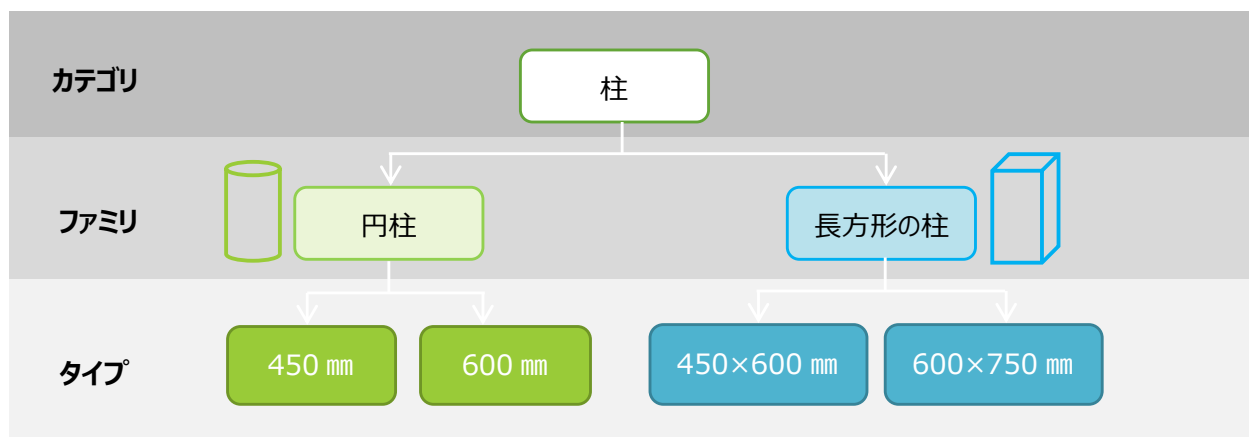 カテゴリ
柱
ファミリ
円柱
長方形の柱
タイプ
450 ㎜
600 ㎜
450×600 ㎜
600×750 ㎜